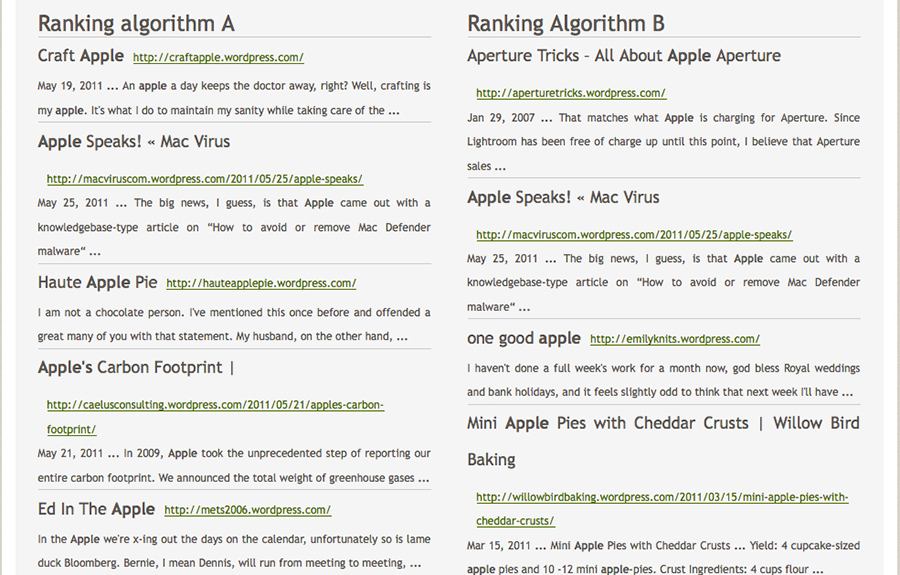 Ranking algorithm A
Craft Apple http://craftapple.wordpress.com/
May 19, 2011 ... An apple a day keeps the doctor away, right? Well, crafting is
my apple. It's what I do to maintain my sanity while taking care of the ...
Apple Speaks! « Mac Virus
http://macviruscom.wordpress.com/2011/05/25/apple-speaks/
May 25, 2011 ... The big news, I guess, is that Apple came out with a
knowledgebase-type article on “How to avoid or remove Mac Defender
malware“ ...
Haute Apple Pie http://hauteapplepie.wordpress.com/
I am not a chocolate person. I've mentioned this once before and offended a
great many of you with that statement. My husband, on the other hand, ...
Apple's Carbon Footprint |
http://caelusconsulting.wordpress.com/2011/05/21/apples-carbon-
footprint/
May 21, 2011 ... In 2009, Apple took the unprecedented step of reporting our
entire carbon footprint. We announced the total weight of greenhouse gases ...
Ed In The Apple http://mets2006.wordpress.com/
In the Apple we're x-ing out the days on the calendar, unfortunately so is lame
duck Bloomberg. Bernie, I mean Dennis, will run from meeting to meeting, ...
Ranking Algorithm B
Aperture Tricks – All About Apple Aperture
http://aperturetricks.wordpress.com/
Jan 29, 2007 ... That matches what Apple is charging for Aperture. Since
Lightroom has been free of charge up until this point, I believe that Aperture
sales ...
Apple Speaks! « Mac Virus
http://macviruscom.wordpress.com/2011/05/25/apple-speaks/
May 25, 2011 ... The big news, I guess, is that Apple came out with a
knowledgebase-type article on “How to avoid or remove Mac Defender
malware“ ...
one good apple http://emilyknits.wordpress.com/
I haven't done a full week's work for a month now, god bless Royal weddings
and bank holidays, and it feels slightly odd to think that next week I'll have ...
Mini Apple Pies with Cheddar Crusts | Willow Bird
Baking
http://willowbirdbaking.wordpress.com/2011/03/15/mini-apple-pies-with-
cheddar-crusts/
Mar 15, 2011 ... Mini Apple Pies with Cheddar Crusts ... Yield: 4 cupcake-sized
apple pies and 10 -12 mini apple-pies. Crust Ingredients: 4 cups flour ...